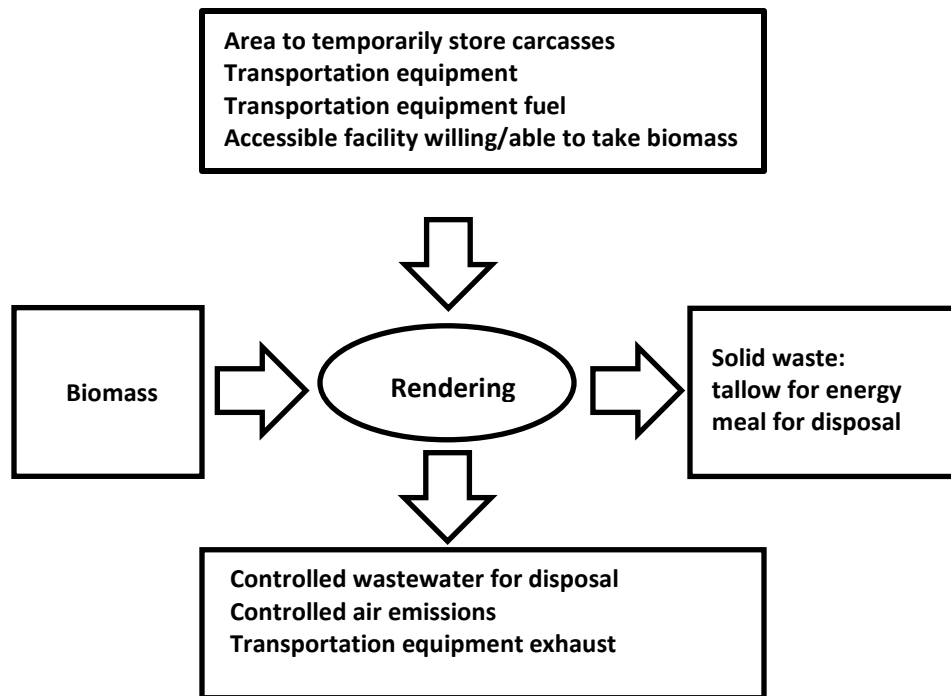 Area to temporarily store carcasses
Transportation equipment
Transportation equipment fuel
Accessible facility willing/able to take biomass
Biomass
Rendering
Solid waste:
tallow for energy
meal for disposal
Controlled wastewater for disposal
Controlled air emissions
Transportation equipment exhaust